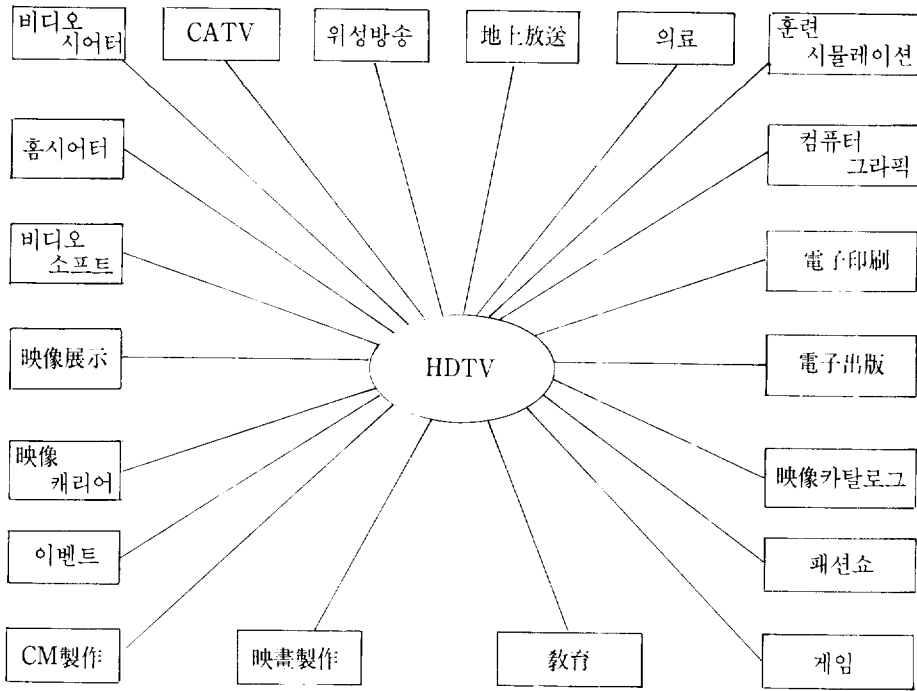 비디오
시어터
CATV
위성방송
地上放送
의료
훈련
시뮬레이션
홈시어터
컴퓨터
그라픽
비디오
소프트
電子印刷
映像展示
HDTV
電子出版
映像
캐리어
映像카탈로그
이벤트
패션쇼
CM製作
映畫製作
敎育
게임